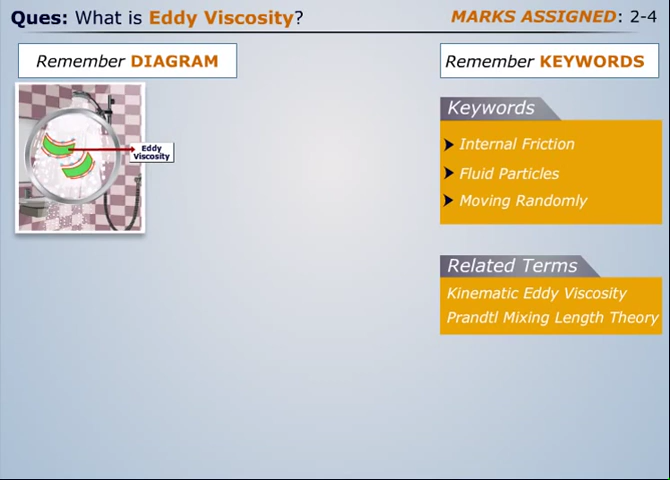 Ques: What is Eddy Viscosity?
MARKS ASSIGNED: 2-4
Remember DIAGRAM
Eddy
Viscosity
Remember KEYWORDS
Keywords
Internal Friction
Fluid Particles
Moving Randomly
Related Terms
Kinematic Eddy Viscosity
Prandtl Mixing Length Theory